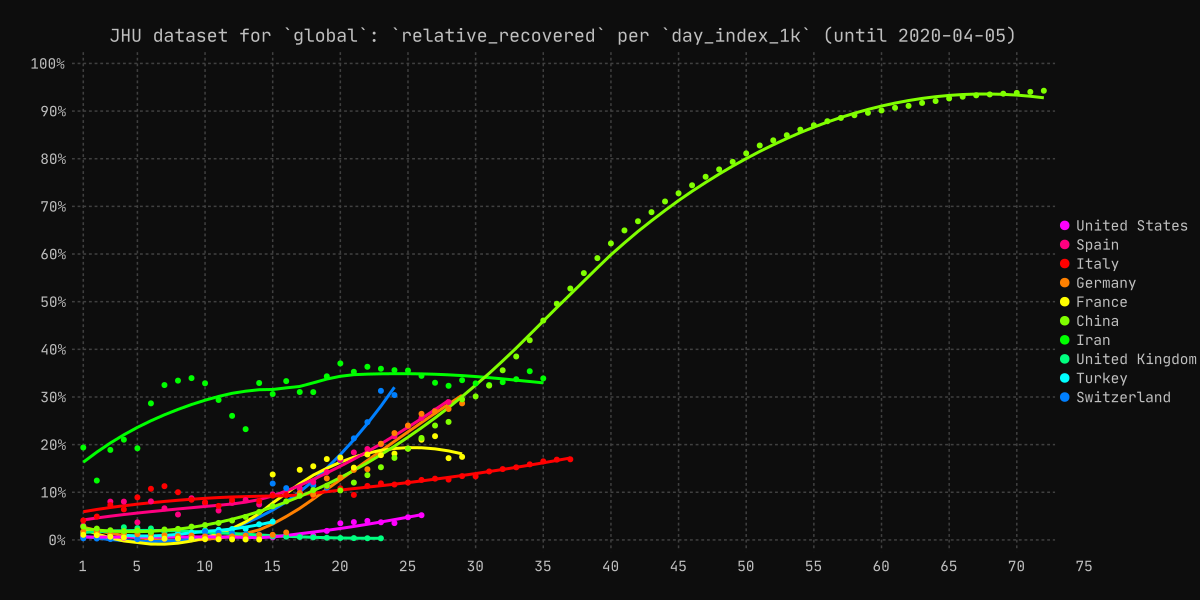 JHU dataset for `global`: `relative_recovered` per `day_index_1k` (until 2020-04-05)
100%
90%
80%
70%
60%
50%
40%
30%
20%
10%
0%
1 5 10 15 20 25 30 35 40 45 50 55 60 65 70 75
United States
Spain
Italy
Germany
France
China
Iran
United Kingdom
Turkey
Switzerland